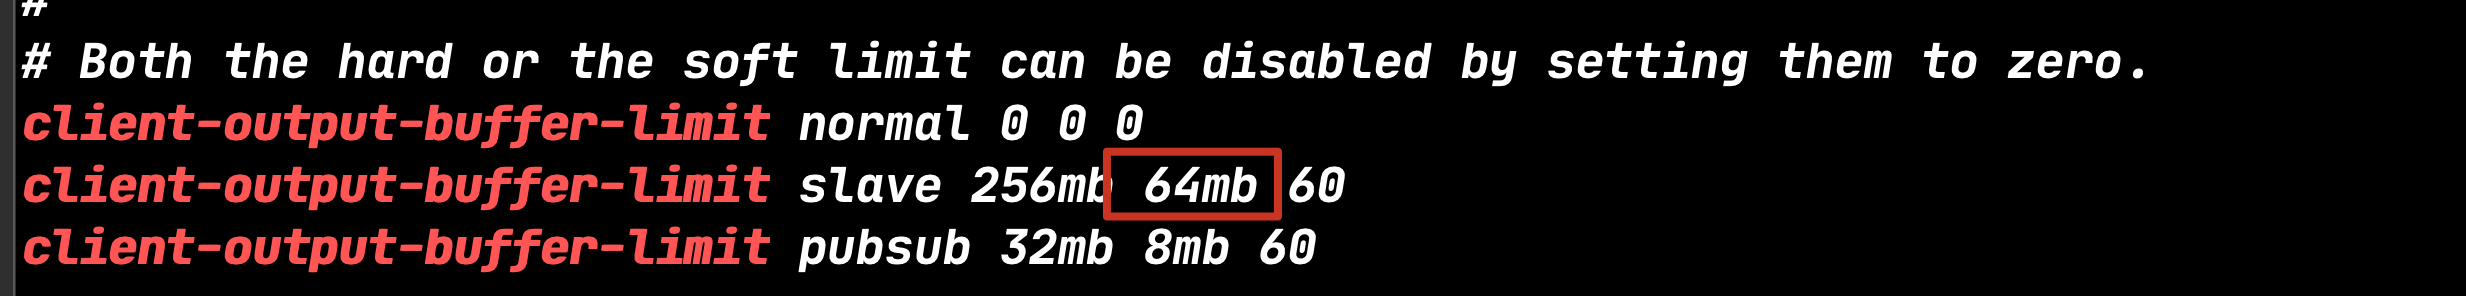 #
# Both the hard or the soft limit can be disabled by setting them to zero.
client-output-buffer-limit normal 0 0 0
client-output-buffer-limit slave 256mb 64mb 60
client-output-buffer-limit pubsub 32mb 8mb 60